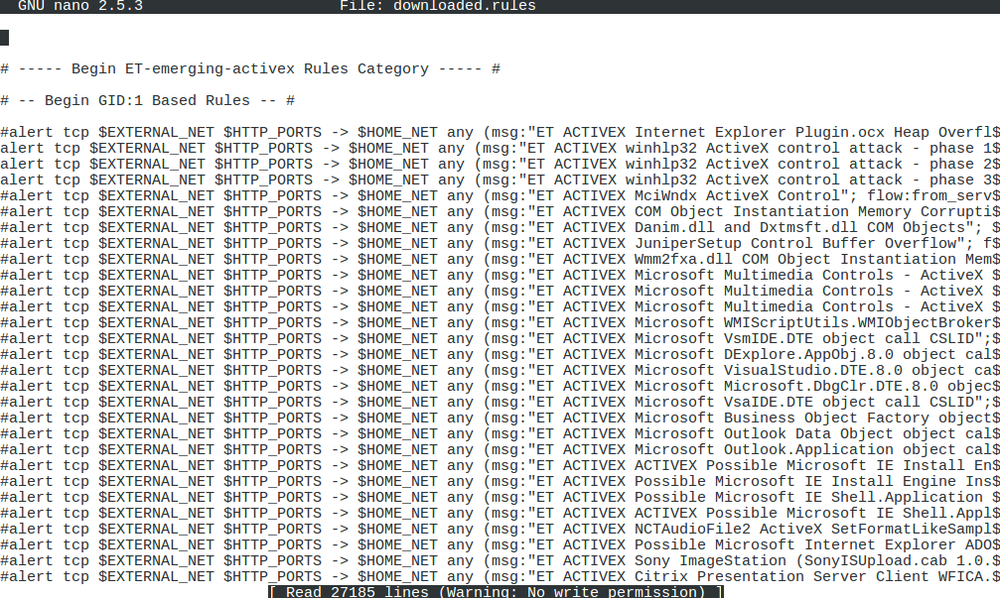 GNU nano 2.5.3 File: downloaded.rules
# ----- Begin ET-emerging-activex Rules Category ----- #
# -- Begin GID:1 Based Rules -- #
#alert tcp $EXTERNAL_NET $HTTP_PORTS -> $HOME_NET any (msg:"ET ACTIVEX Internet Explorer Plugin.ocx Heap Overfl$
alert tcp $EXTERNAL_NET $HTTP_PORTS -> $HOME_NET any (msg:"ET ACTIVEX winhlp32 ActiveX control attack - phase 1$
alert tcp $EXTERNAL_NET $HTTP_PORTS -> $HOME_NET any (msg:"ET ACTIVEX winhlp32 ActiveX control attack - phase 2$
alert tcp $EXTERNAL_NET $HTTP_PORTS -> $HOME_NET any (msg:"ET ACTIVEX winhlp32 ActiveX control attack - phase 3$
#alert tcp $EXTERNAL_NET $HTTP_PORTS -> $HOME_NET any (msg:"ET ACTIVEX MciWndx ActiveX Control"; flow:from_serv$
#alert tcp $EXTERNAL_NET $HTTP_PORTS -> $HOME_NET any (msg:"ET ACTIVEX COM Object Instantiation Memory Corrupti$
#alert tcp $EXTERNAL_NET $HTTP_PORTS -> $HOME_NET any (msg:"ET ACTIVEX Danim.dll and Dxtmsft.dll COM Objects"; $
#alert tcp $EXTERNAL_NET $HTTP_PORTS -> $HOME_NET any (msg:"ET ACTIVEX JuniperSetup Control Buffer Overflow"; f$
#alert tcp $EXTERNAL_NET $HTTP_PORTS -> $HOME_NET any (msg:"ET ACTIVEX Wmm2fxa.dll COM Object Instantiation Mem$
#alert tcp $EXTERNAL_NET $HTTP_PORTS -> $HOME_NET any (msg:"ET ACTIVEX Microsoft Multimedia Controls - ActiveX $
#alert tcp $EXTERNAL_NET $HTTP_PORTS -> $HOME_NET any (msg:"ET ACTIVEX Microsoft Multimedia Controls - ActiveX $
#alert tcp $EXTERNAL_NET $HTTP_PORTS -> $HOME_NET any (msg:"ET ACTIVEX Microsoft Multimedia Controls - ActiveX $
#alert tcp $EXTERNAL_NET $HTTP_PORTS -> $HOME_NET any (msg:"ET ACTIVEX Microsoft WMIScriptUtils.WMIObjectBroker$
#alert tcp $EXTERNAL_NET $HTTP_PORTS -> $HOME_NET any (msg:"ET ACTIVEX Microsoft VsmIDE.DTE object call CSLID";$
#alert tcp $EXTERNAL_NET $HTTP_PORTS -> $HOME_NET any (msg:"ET ACTIVEX Microsoft DExplore.AppObj.8.0 object cal$
#alert tcp $EXTERNAL_NET $HTTP_PORTS -> $HOME_NET any (msg:"ET ACTIVEX Microsoft VisualStudio.DTE.8.0 object ca$
#alert tcp $EXTERNAL_NET $HTTP_PORTS -> $HOME_NET any (msg:"ET ACTIVEX Microsoft Microsoft.DbgClr.DTE.8.0 objec$
#alert tcp $EXTERNAL_NET $HTTP_PORTS -> $HOME_NET any (msg:"ET ACTIVEX Microsoft VsaIDE.DTE object call CSLID";$
#alert tcp $EXTERNAL_NET $HTTP_PORTS -> $HOME_NET any (msg:"ET ACTIVEX Microsoft Business Object Factory object$
#alert tcp $EXTERNAL_NET $HTTP_PORTS -> $HOME_NET any (msg:"ET ACTIVEX Microsoft Outlook Data Object object cal$
#alert tcp $EXTERNAL_NET $HTTP_PORTS -> $HOME_NET any (msg:"ET ACTIVEX Microsoft Outlook.Application object cal$
#alert tcp $EXTERNAL_NET $HTTP_PORTS -> $HOME_NET any (msg:"ET ACTIVEX ACTIVEX Possible Microsoft IE Install En$
#alert tcp $EXTERNAL_NET $HTTP_PORTS -> $HOME_NET any (msg:"ET ACTIVEX Possible Microsoft IE Install Engine Ins$
#alert tcp $EXTERNAL_NET $HTTP_PORTS -> $HOME_NET any (msg:"ET ACTIVEX Possible Microsoft IE Shell.Application $
#alert tcp $EXTERNAL_NET $HTTP_PORTS -> $HOME_NET any (msg:"ET ACTIVEX ACTIVEX Possible Microsoft IE Shell.Appl$
#alert tcp $EXTERNAL_NET $HTTP_PORTS -> $HOME_NET any (msg:"ET ACTIVEX NCTAudioFile2 ActiveX SetFormatLikeSampl$
#alert tcp $EXTERNAL_NET $HTTP_PORTS -> $HOME_NET any (msg:"ET ACTIVEX Possible Microsoft Internet Explorer ADO$
#alert tcp $EXTERNAL_NET $HTTP_PORTS -> $HOME_NET any (msg:"ET ACTIVEX Sony ImageStation (SonyISUpload.cab 1.0.$
#alert tcp $EXTERNAL_NET $HTTP_PORTS -> $HOME_NET any (msg:"ET ACTIVEX Citrix Presentation Server Client WFICA.$
[ Read 27185 lines (Warning: No write permission) ]